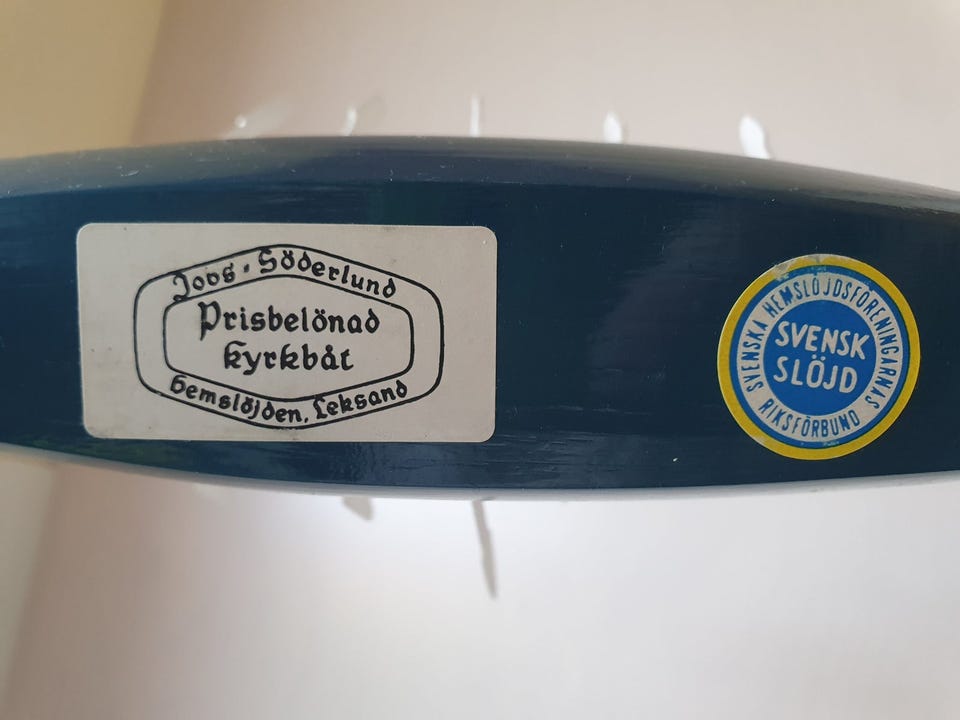 Joos - Söderlund
Prisbelönad
kyrkbåt
Hemslöjden, Leksand
SVENSKA HEMSLÖJDSFÖRENINGARNAS
RIKSFÖRBUND
SVENSK
SLÖJD